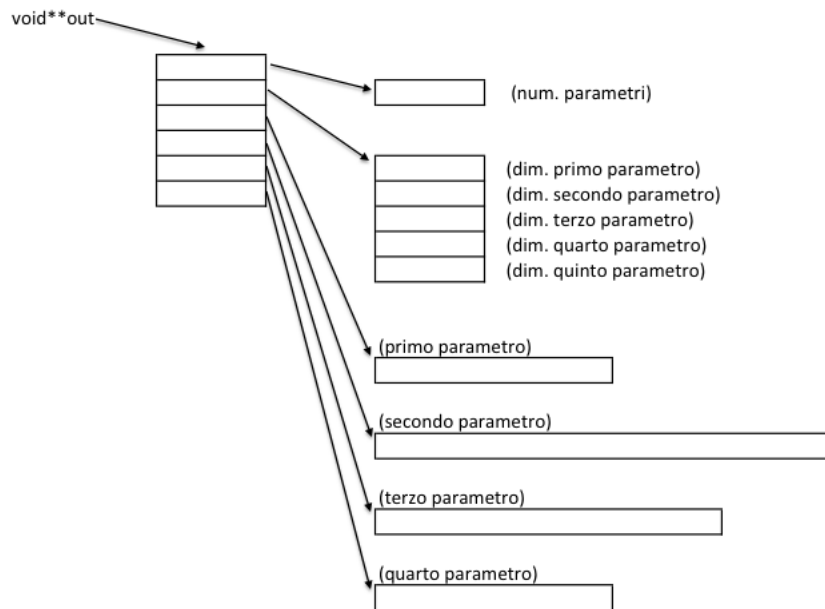 void**out
(num. parametri)
(dim. primo parametro)
(dim. secondo parametro)
(dim. terzo parametro)
(dim. quarto parametro)
(dim. quinto parametro)
(primo parametro)
(secondo parametro)
(terzo parametro)
(quarto parametro)